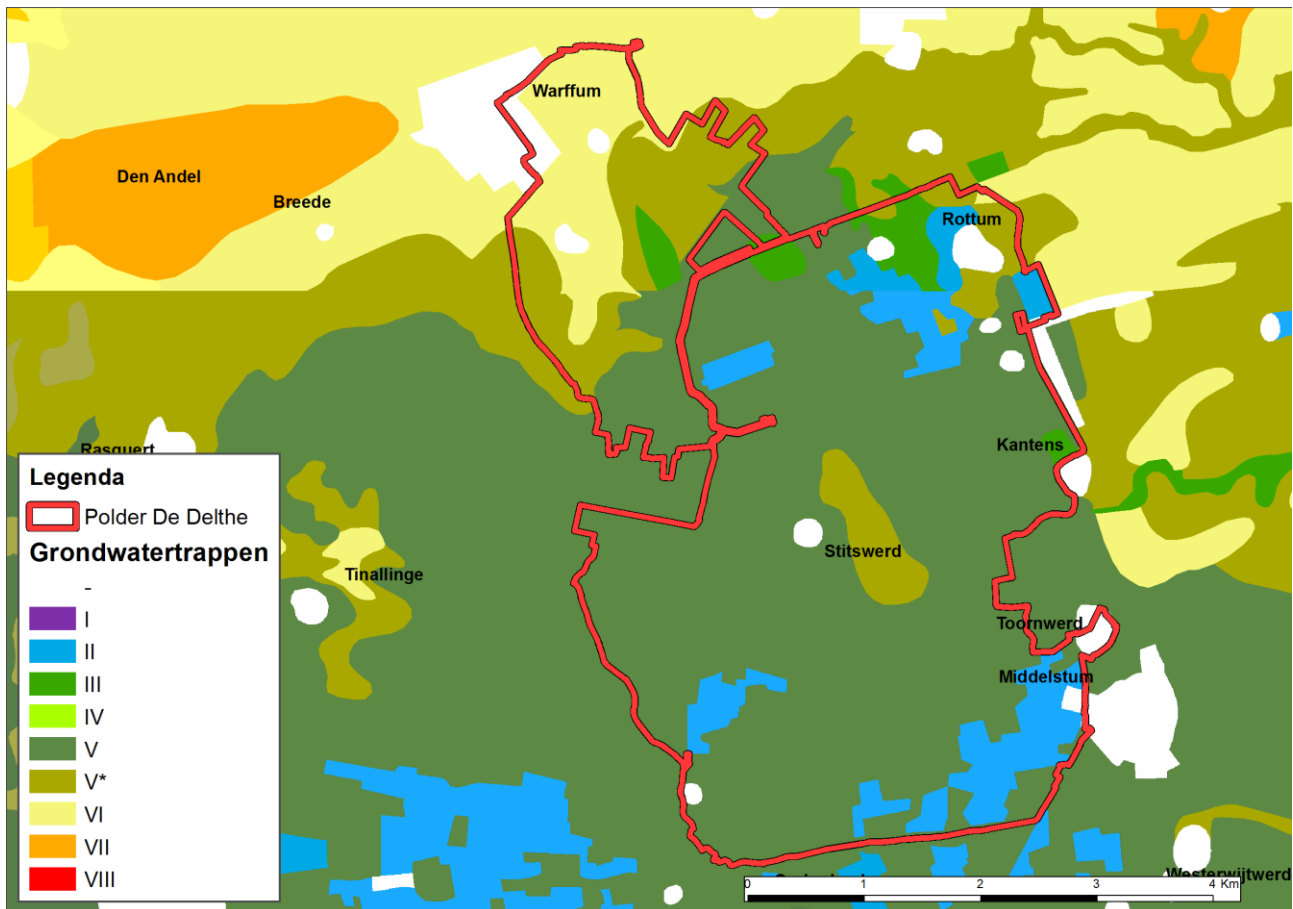 Warffum
Den Andel
Breede
Rottum
Kantens
Rasquert
Stitswerd
Tinallinge
Toornwerd
Middelstum
Westerwijtwerd
Legenda
Polder De Delthe
Grondwatertrappen
-
I
II
III
IV
V
V*
VI
VII
VIII
0 1 2 3 4 Km